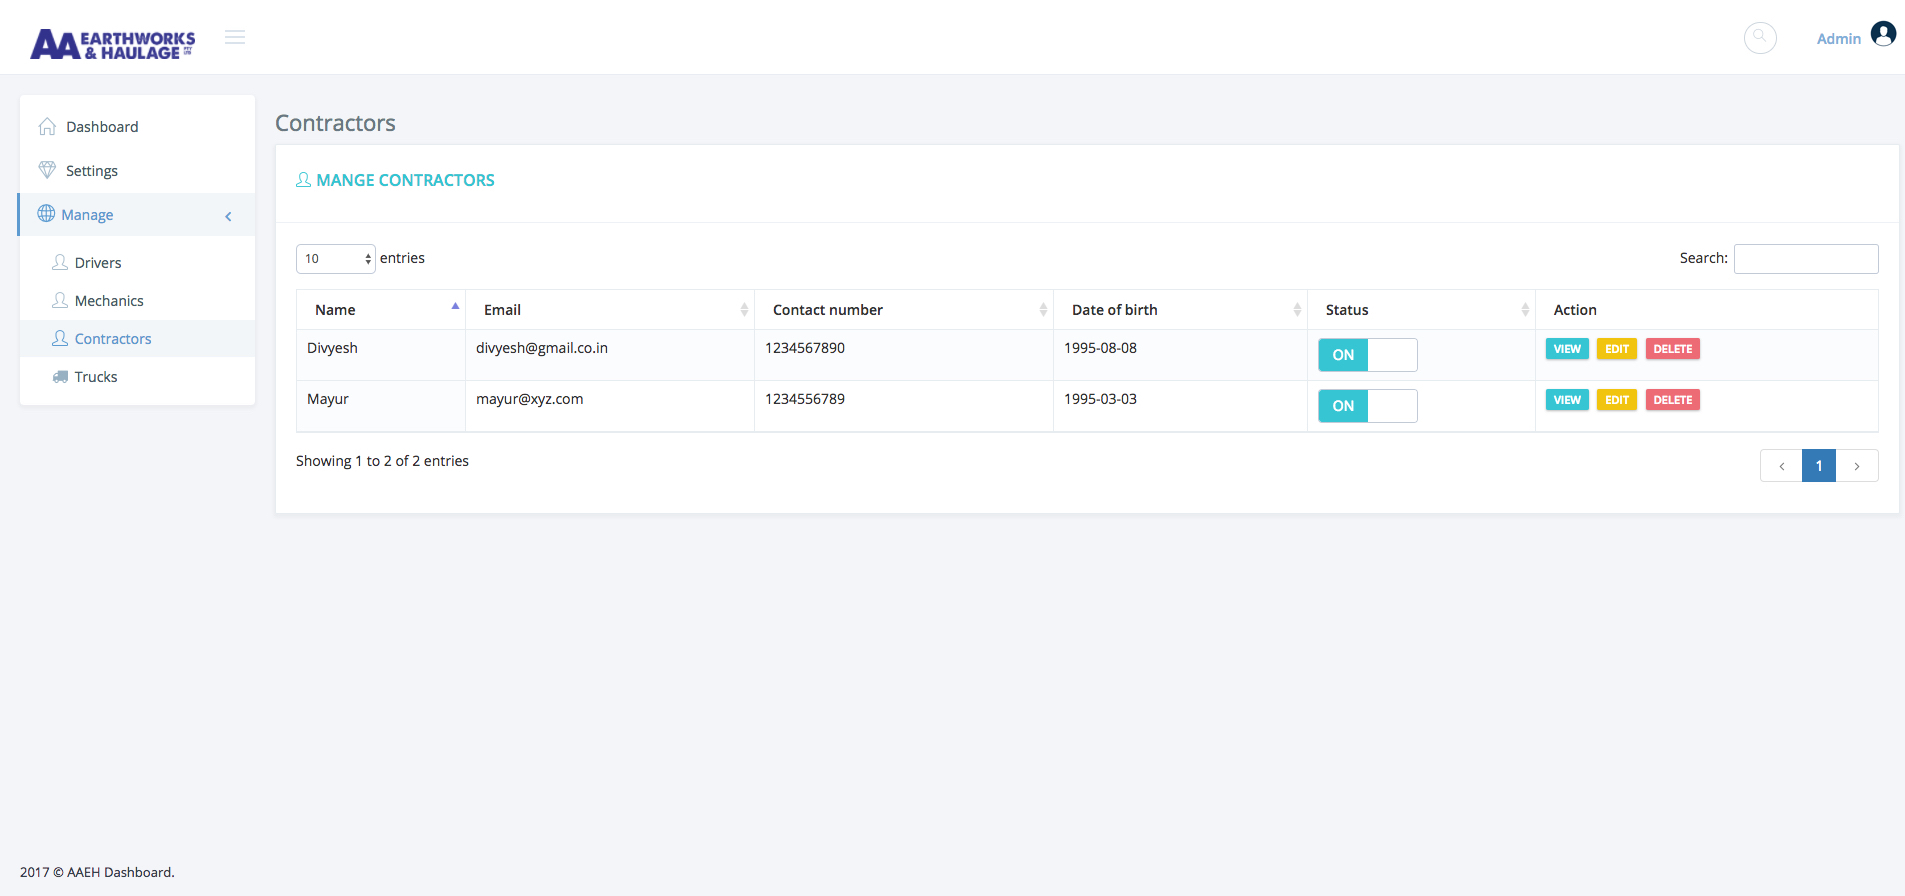 AA EARTHWORKS
& HAULAGE PTY LTD
Admin
Dashboard
Settings
Manage
Drivers
Mechanics
Contractors
Trucks
Contractors
MANGE CONTRACTORS
10 entries
Search:
Name Email Contact number Date of birth Status Action
Divyesh divyesh@gmail.co.in 1234567890 1995-08-08 ON VIEW EDIT DELETE
Mayur mayur@xyz.com 1234556789 1995-03-03 ON VIEW EDIT DELETE
Showing 1 to 2 of 2 entries
1
2017 © AAEH Dashboard.